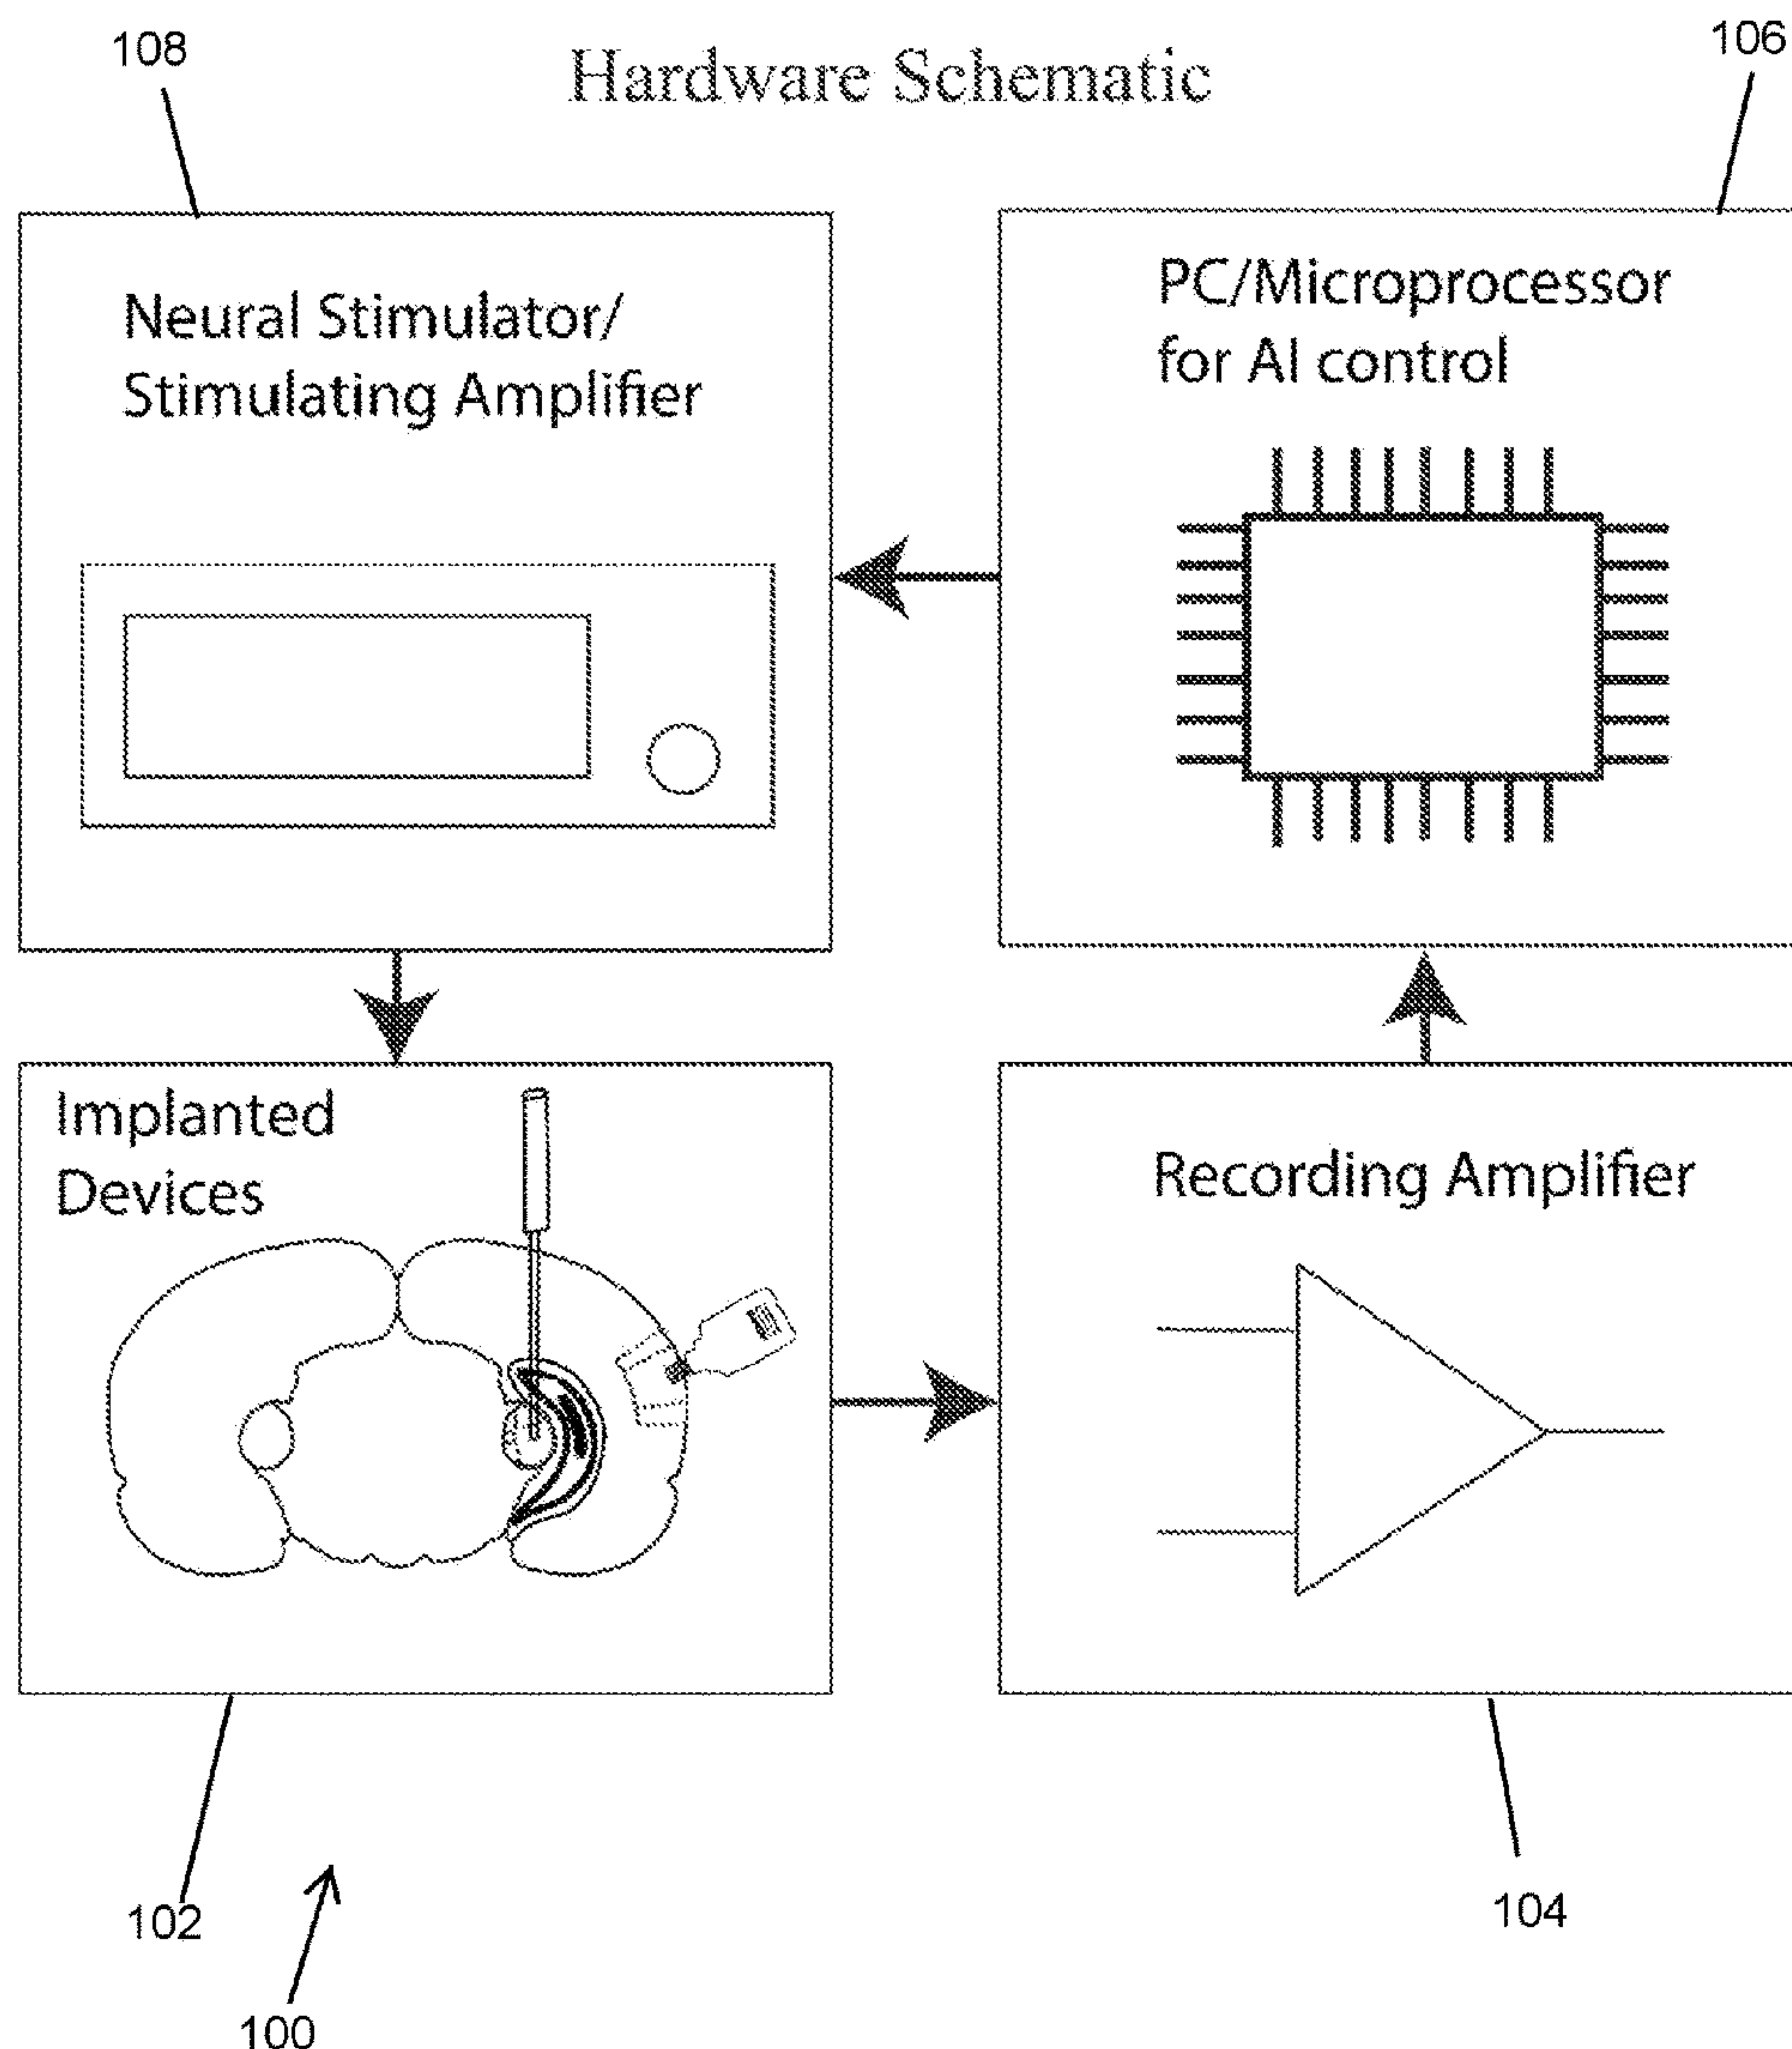 108
Hardware Schematic
106
Neural Stimulator/
Stimulating Amplifier
PC/Microprocessor
for AI control
Implanted
Devices
Recording Amplifier
102
104
100